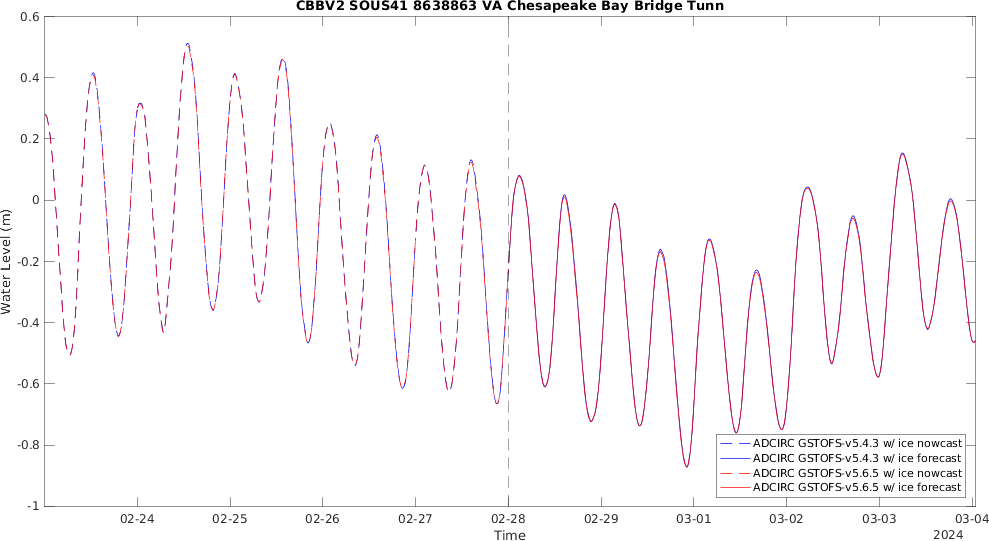 CBBV2 SOUS41 8638863 VA Chesapeake Bay Bridge Tunn
Water Level (m)
0.6
0.4
0.2
0
-0.2
-0.4
-0.6
-0.8
-1
ADCIRC GSTOFS-v5.4.3 w/ ice nowcast
ADCIRC GSTOFS-v5.4.3 w/ ice forecast
ADCIRC GSTOFS-v5.6.5 w/ ice nowcast
ADCIRC GSTOFS-v5.6.5 w/ ice forecast
02-24 02-25 02-26 02-27 02-28 02-29 03-01 03-02 03-03 03-04
Time
2024